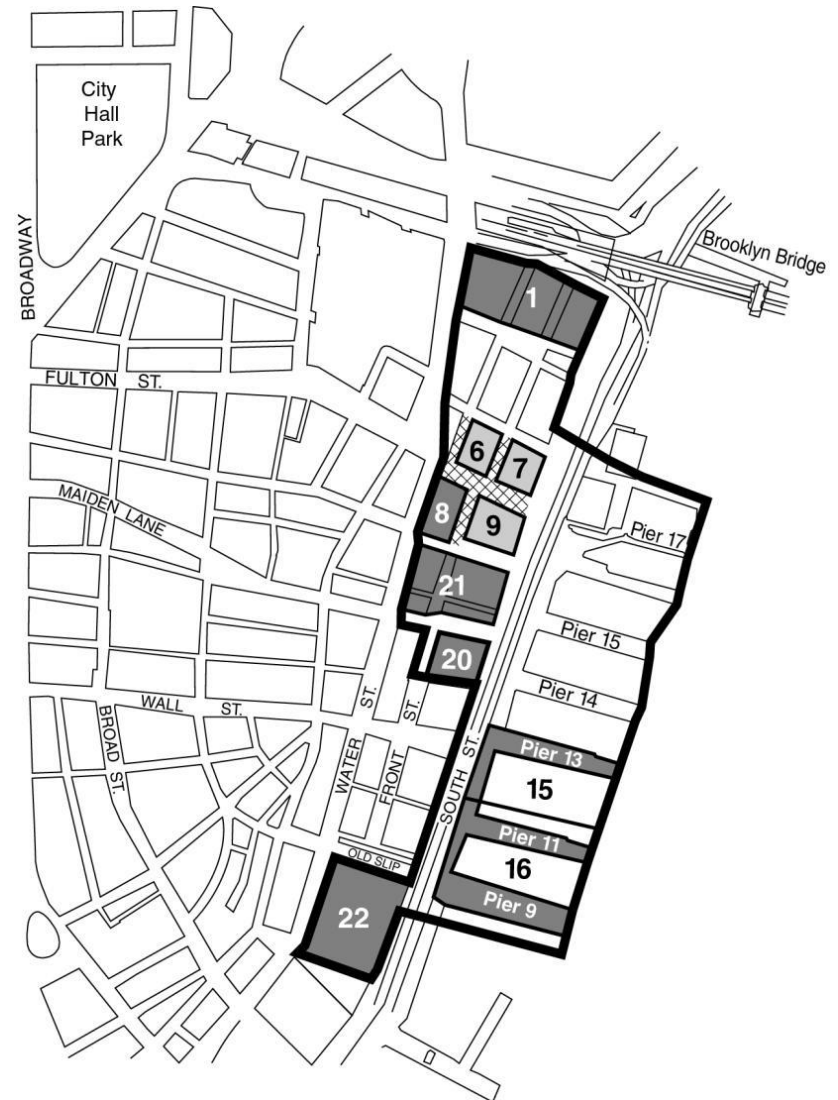 City
Hall
Park
BROADWAY
Brooklyn Bridge
1
FULTON ST.
6
7
8
9
MAIDEN LANE
Pier 17
21
Pier 15
20
Pier 14
WALL ST.
BROAD ST.
WATER ST.
FRONT ST.
SOUTH ST.
Pier 13
15
Pier 11
16
OLD SLIP
Pier 9
22